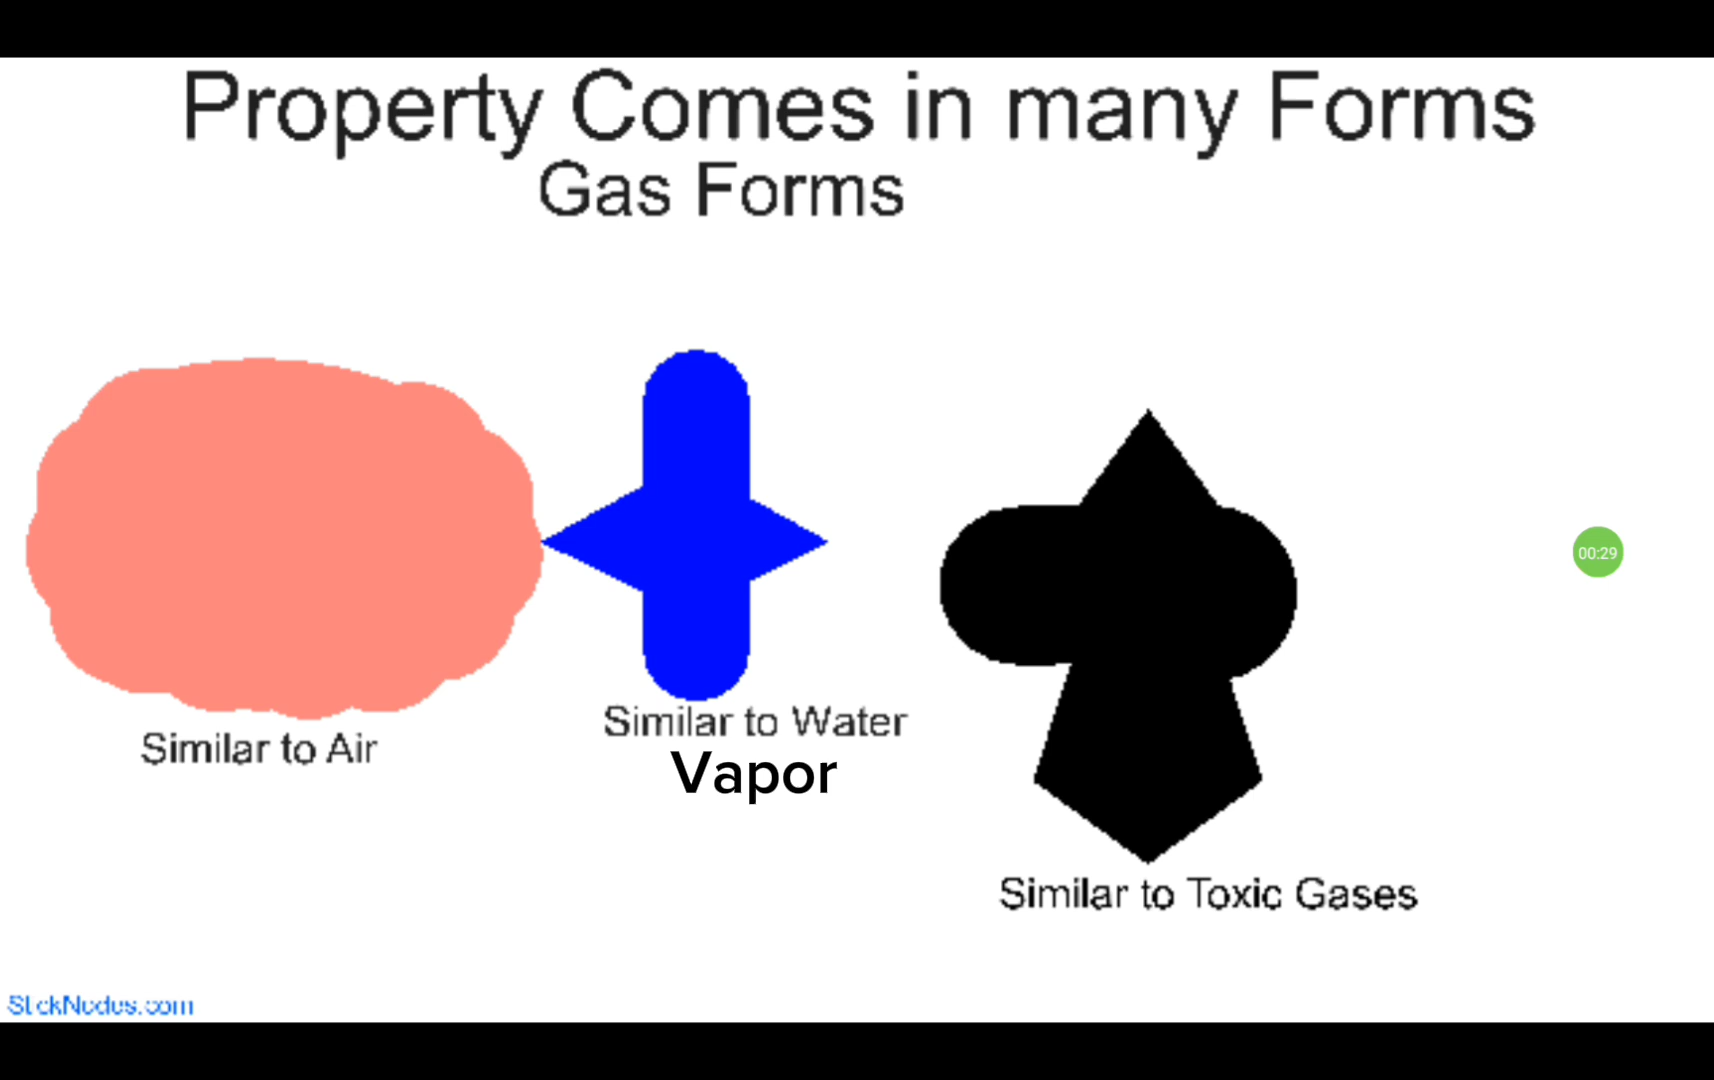 Property Comes in many Forms
Gas Forms
00:29
Similar to Water
Vapor
Similar to Air
Similar to Toxic Gases
StickNodes.com